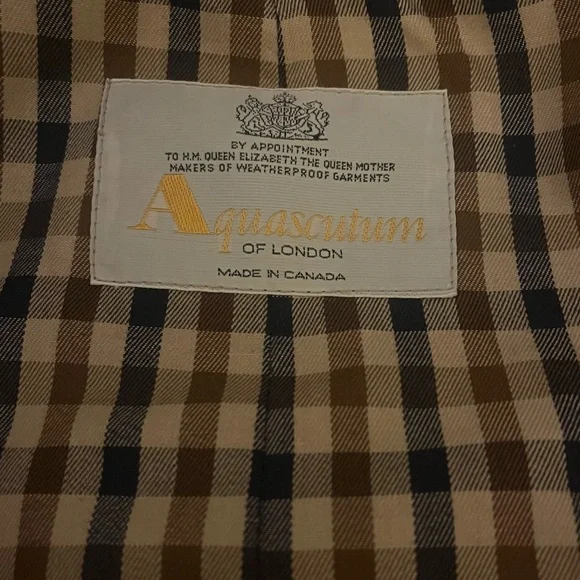 BY APPOINTMENT
TO H.M. QUEEN ELIZABETH THE QUEEN MOTHER
MAKERS OF WEATHERPROOF GARMENTS
Aquascutum
OF LONDON
MADE IN CANADA